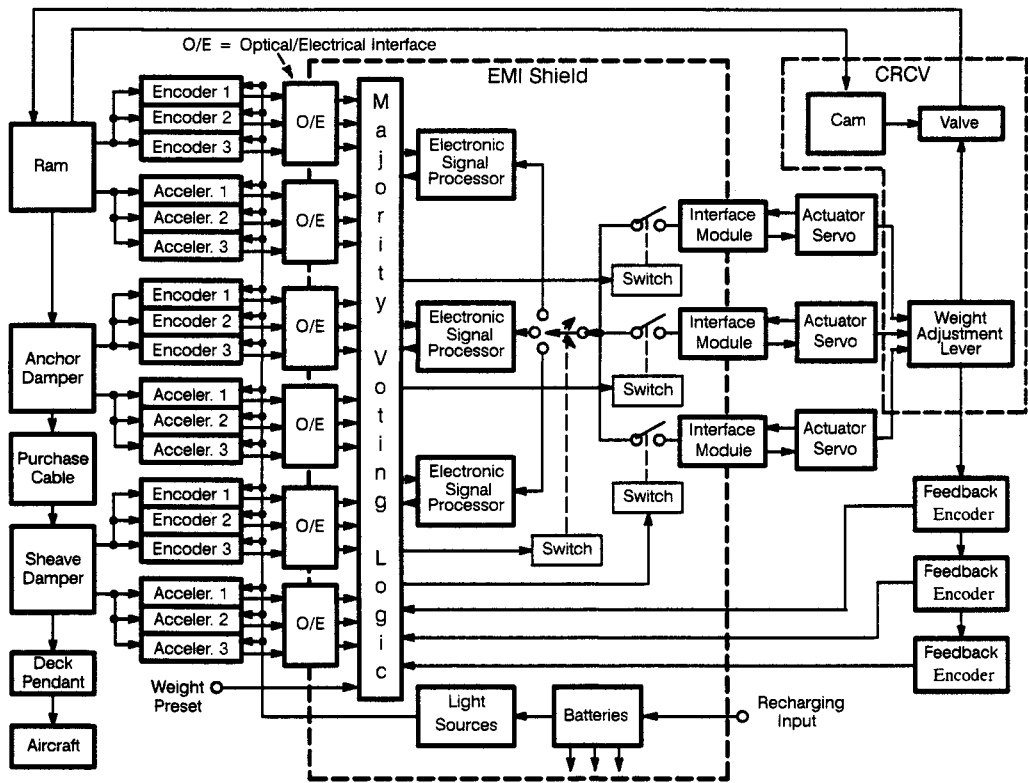 O/E = Optical/Electrical Interface
EMI Shield
CRCV
Ram
Encoder 1
Encoder 2
Encoder 3
O/E
Acceler. 1
Acceler. 2
Acceler. 3
O/E
Anchor
Damper
Encoder 1
Encoder 2
Encoder 3
O/E
Acceler. 1
Acceler. 2
Acceler. 3
O/E
Purchase
Cable
Sheave
Damper
Encoder 1
Encoder 2
Encoder 3
O/E
Acceler. 1
Acceler. 2
Acceler. 3
O/E
Deck
Pendant
Aircraft
Weight
Preset
Majority Voting Logic
Electronic
Signal
Processor
Electronic
Signal
Processor
Electronic
Signal
Processor
Switch
Switch
Switch
Switch
Interface
Module
Interface
Module
Interface
Module
Actuator
Servo
Actuator
Servo
Actuator
Servo
Cam
Valve
Weight
Adjustment
Lever
Feedback
Encoder
Feedback
Encoder
Feedback
Encoder
Light
Sources
Batteries
Recharging
Input